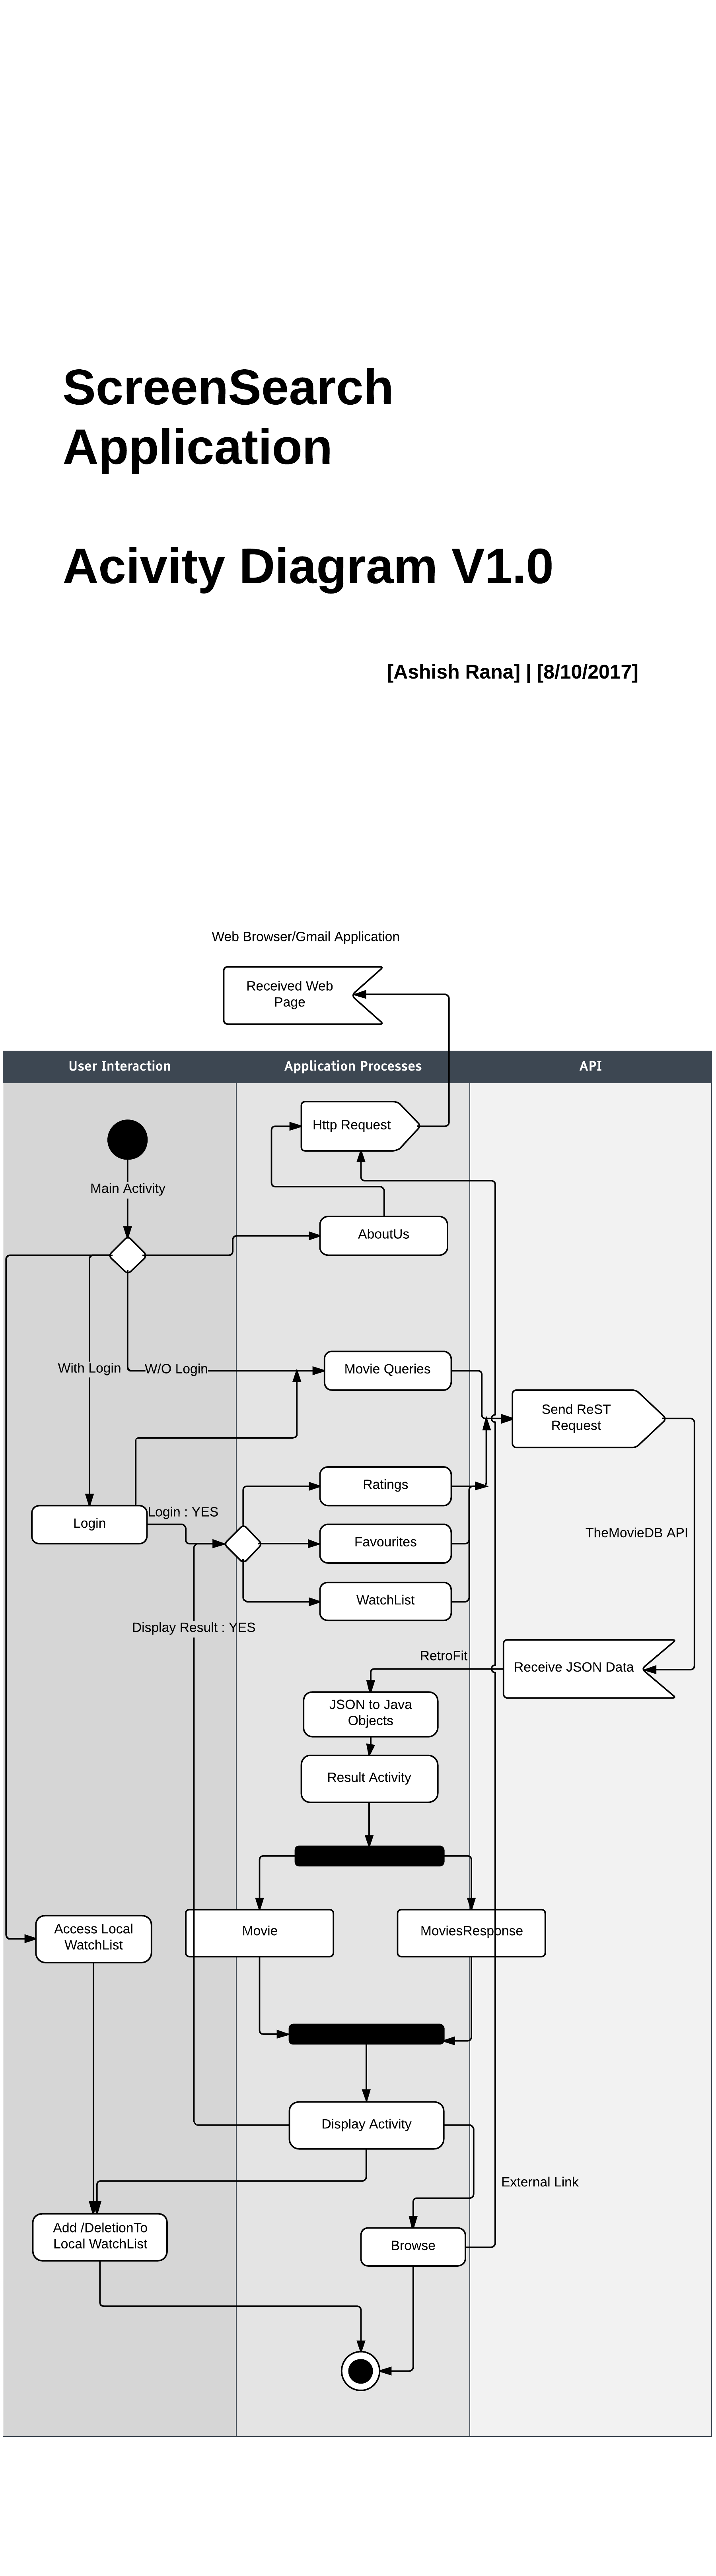 ScreenSearch
Application
Acivity Diagram V1.0
[Ashish Rana] | [8/10/2017]
Web Browser/Gmail Application
Received Web
Page
User Interaction
Application Processes
API
Http Request
Main Activity
AboutUs
With Login
W/O Login
Movie Queries
Send ReST
Request
Ratings
Login : YES
Login
Favourites
TheMovieDB API
WatchList
Display Result : YES
RetroFit
Receive JSON Data
JSON to Java
Objects
Result Activity
Access Local
WatchList
Movie
MoviesResponse
Display Activity
External Link
Add /DeletionTo
Local WatchList
Browse